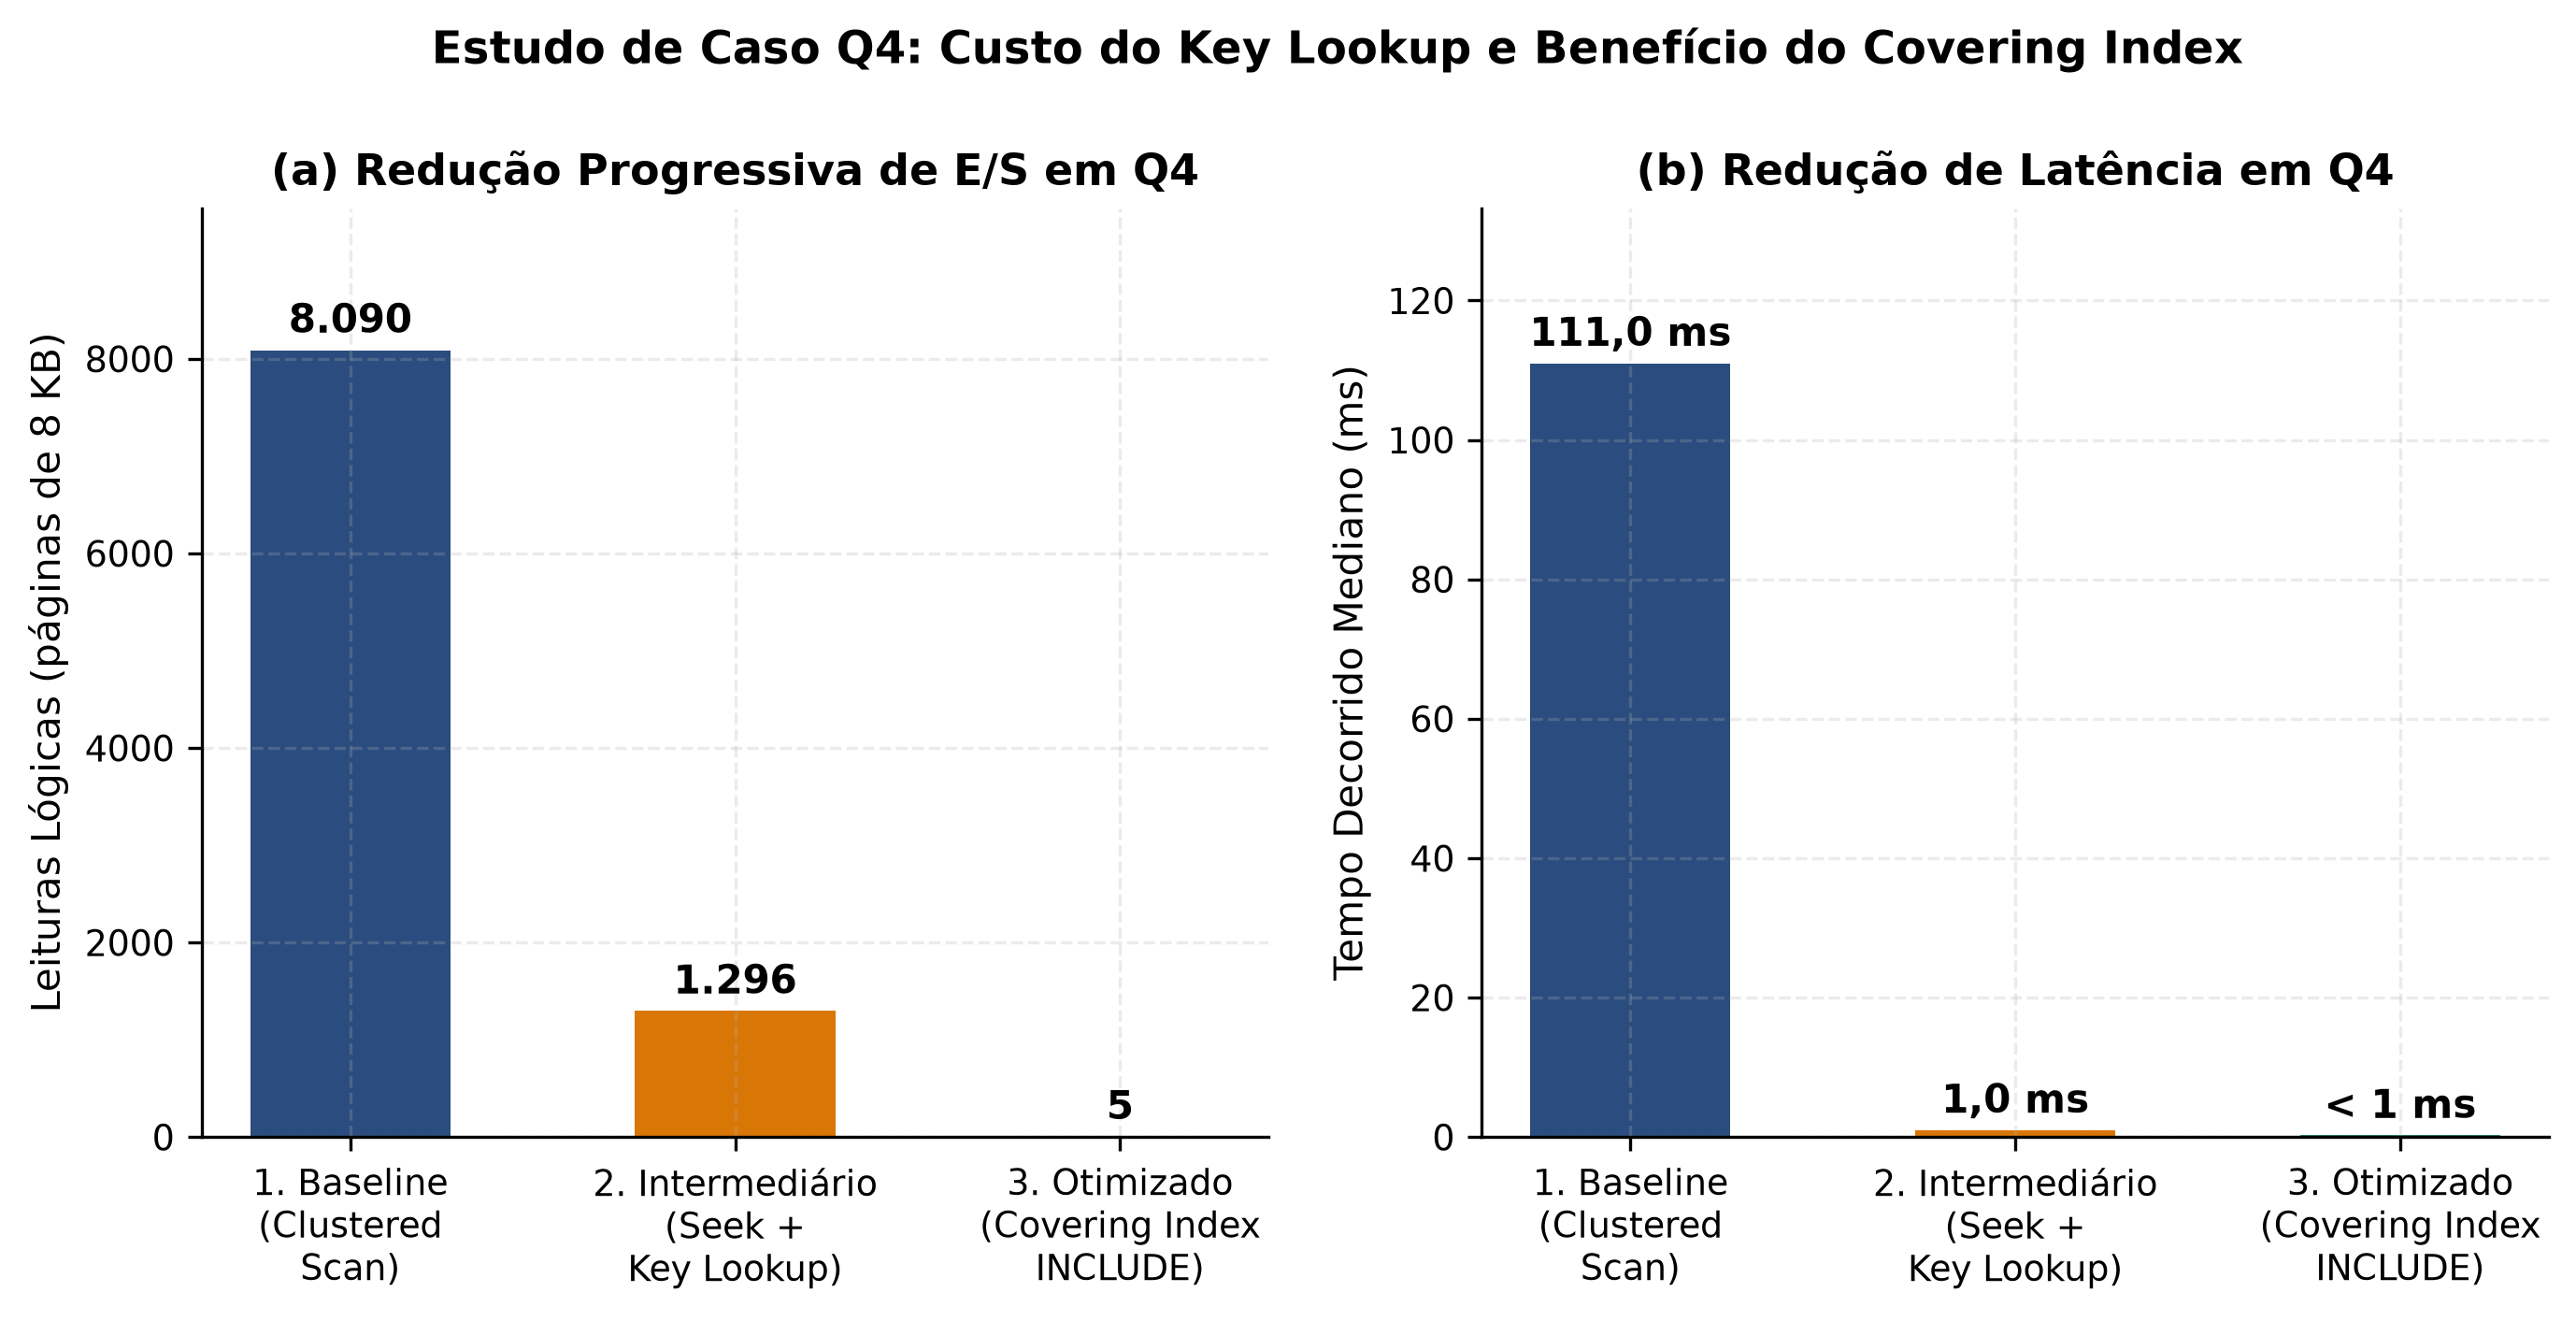 Estudo de Caso Q4: Custo do Key Lookup e Benefício do Covering Index
(a) Redução Progressiva de E/S em Q4
Leituras Lógicas (páginas de 8 KB)
8000
6000
4000
2000
0
8.090
1.296
5
1. Baseline
(Clustered
Scan)
2. Intermediário
(Seek +
Key Lookup)
3. Otimizado
(Covering Index
INCLUDE)
(b) Redução de Latência em Q4
Tempo Decorrido Mediano (ms)
120
100
80
60
40
20
0
111,0 ms
1,0 ms
< 1 ms
1. Baseline
(Clustered
Scan)
2. Intermediário
(Seek +
Key Lookup)
3. Otimizado
(Covering Index
INCLUDE)